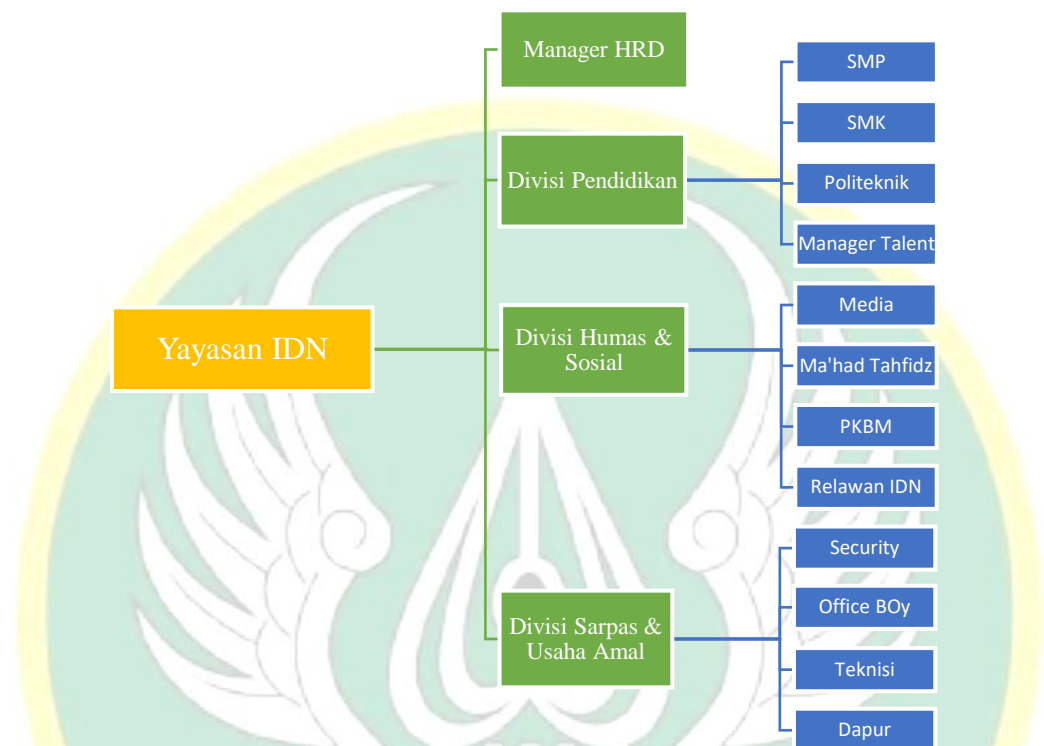 Yayasan IDN
Manager HRD
Divisi Pendidikan
SMP
SMK
Politeknik
Manager Talent
Divisi Humas &
Sosial
Media
Ma'had Tahfidz
PKBM
Relawan IDN
Divisi Sarpas &
Usaha Amal
Security
Office BOy
Teknisi
Dapur